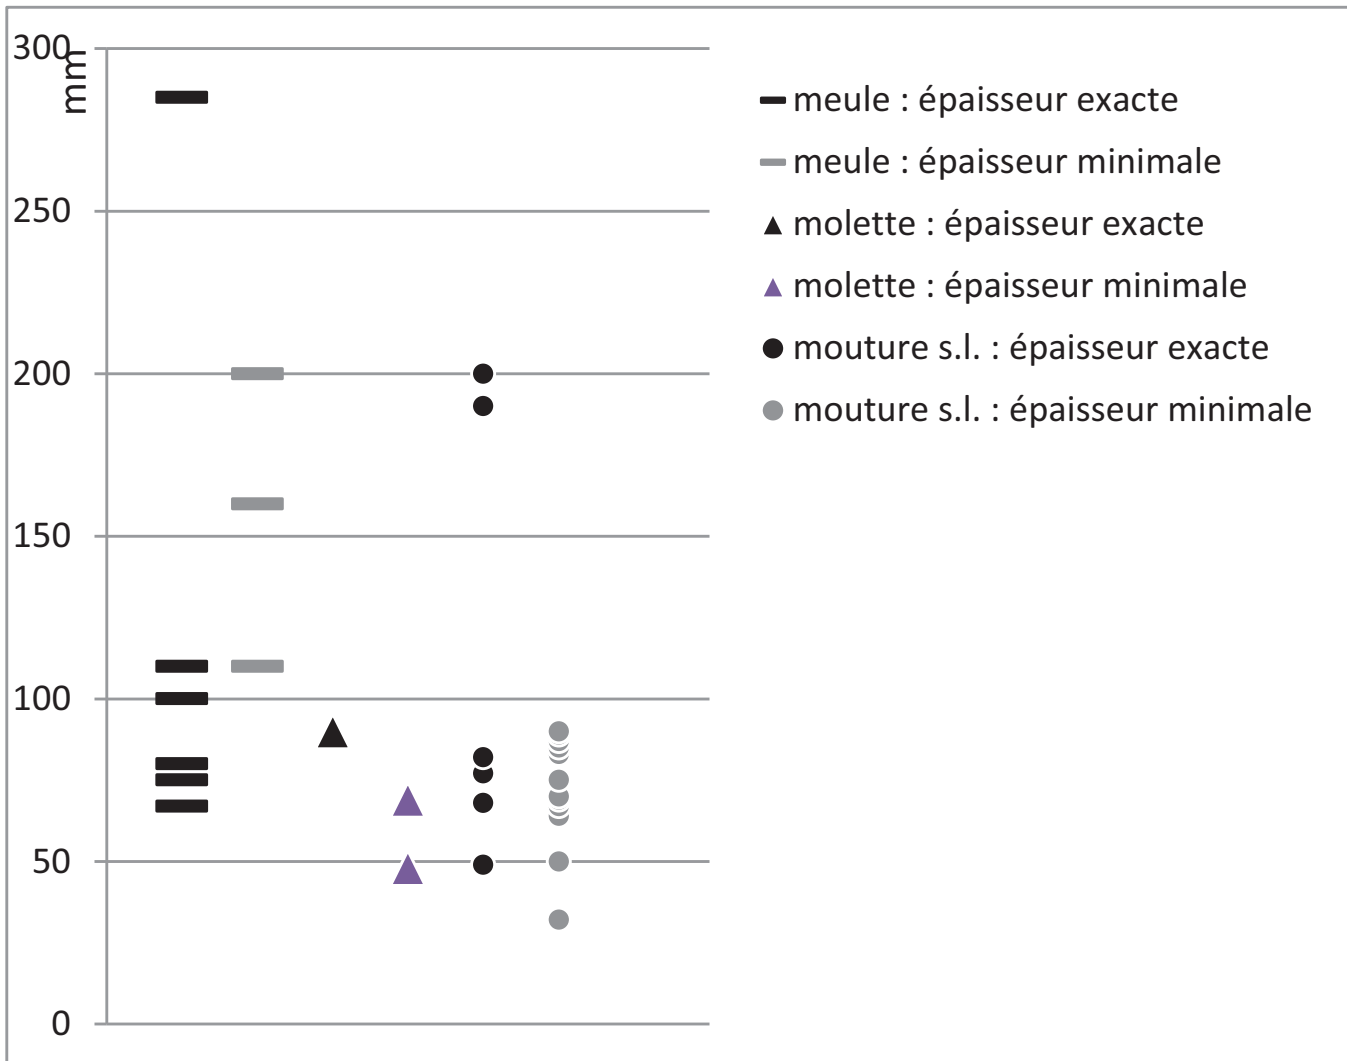 300
mm
250
200
150
100
50
0
meule : épaisseur exacte
meule : épaisseur minimale
molette : épaisseur exacte
molette : épaisseur minimale
mouture s.l. : épaisseur exacte
mouture s.l. : épaisseur minimale